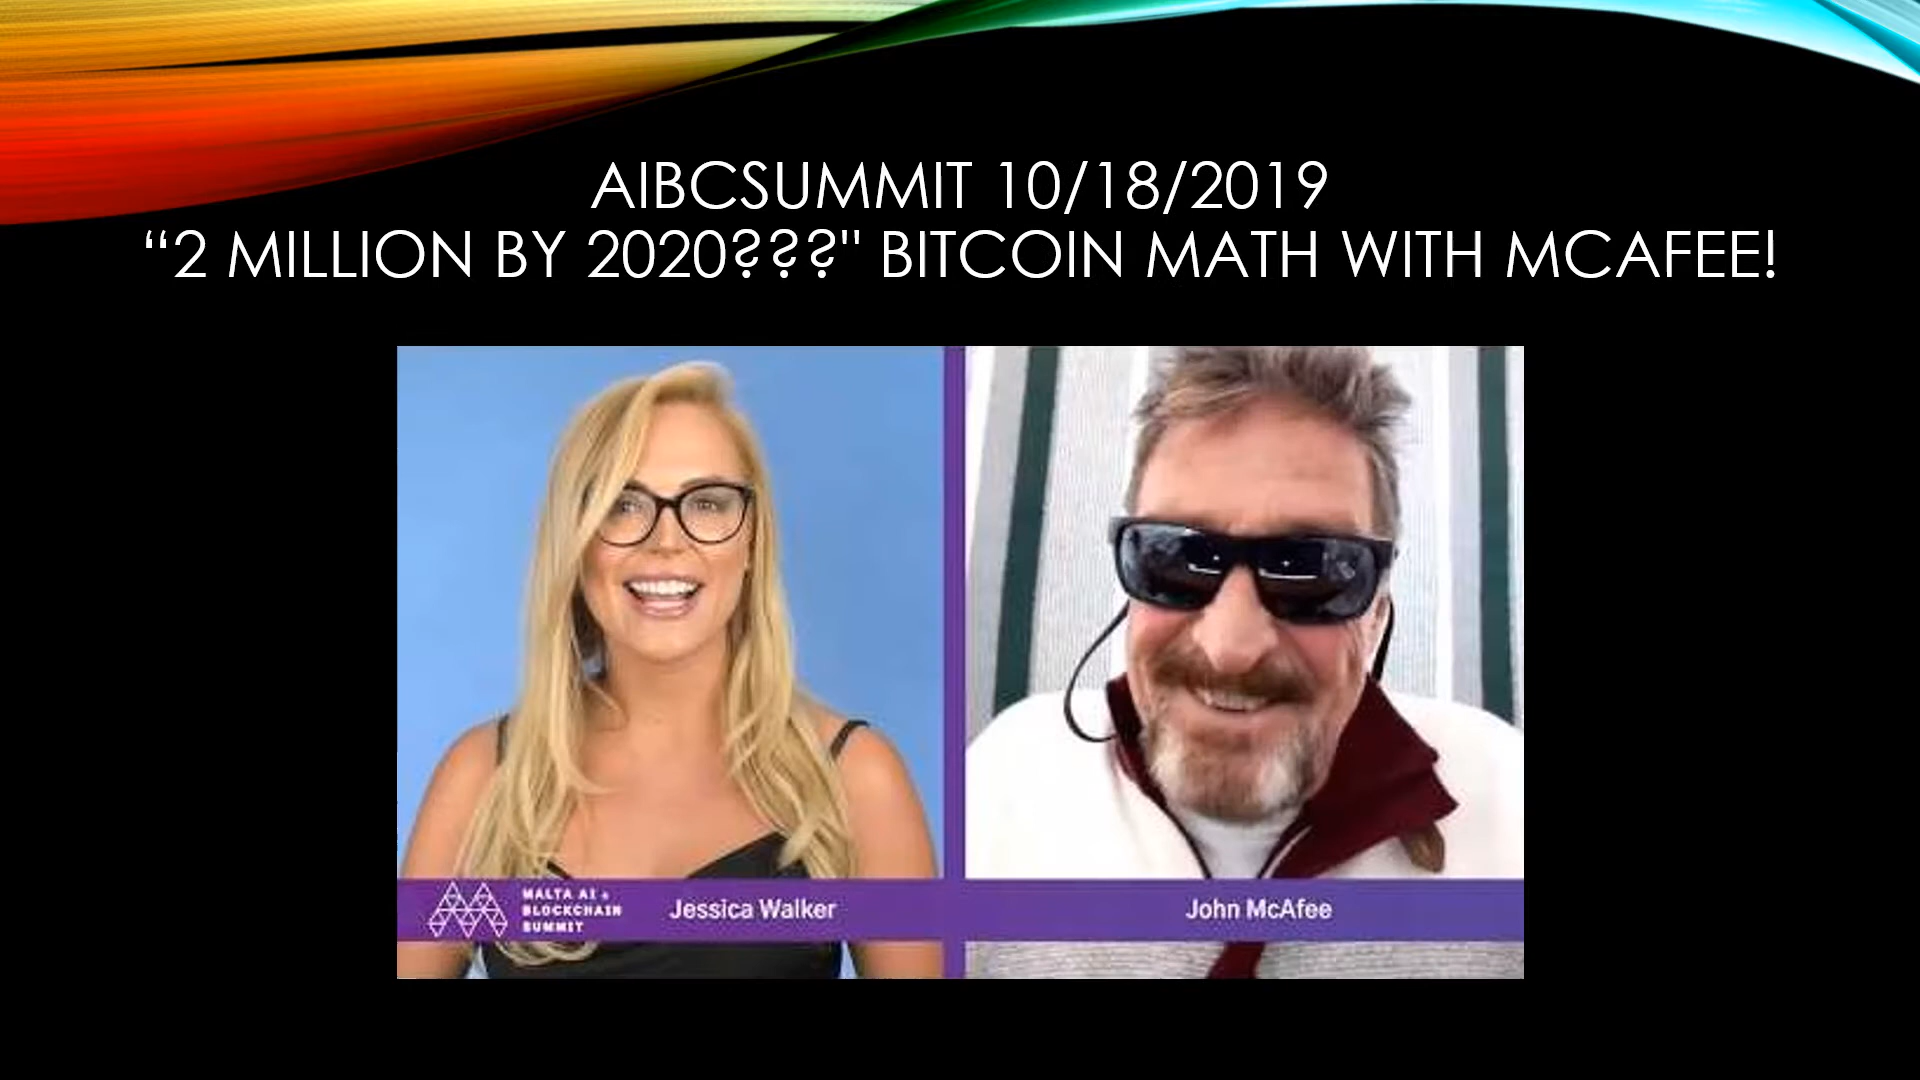 AIBCSUMMIT 10/18/2019
“2 MILLION BY 2020???" BITCOIN MATH WITH MCAFEE!
MALTA AI &
BLOCKCHAIN
SUMMIT
Jessica Walker
John McAfee